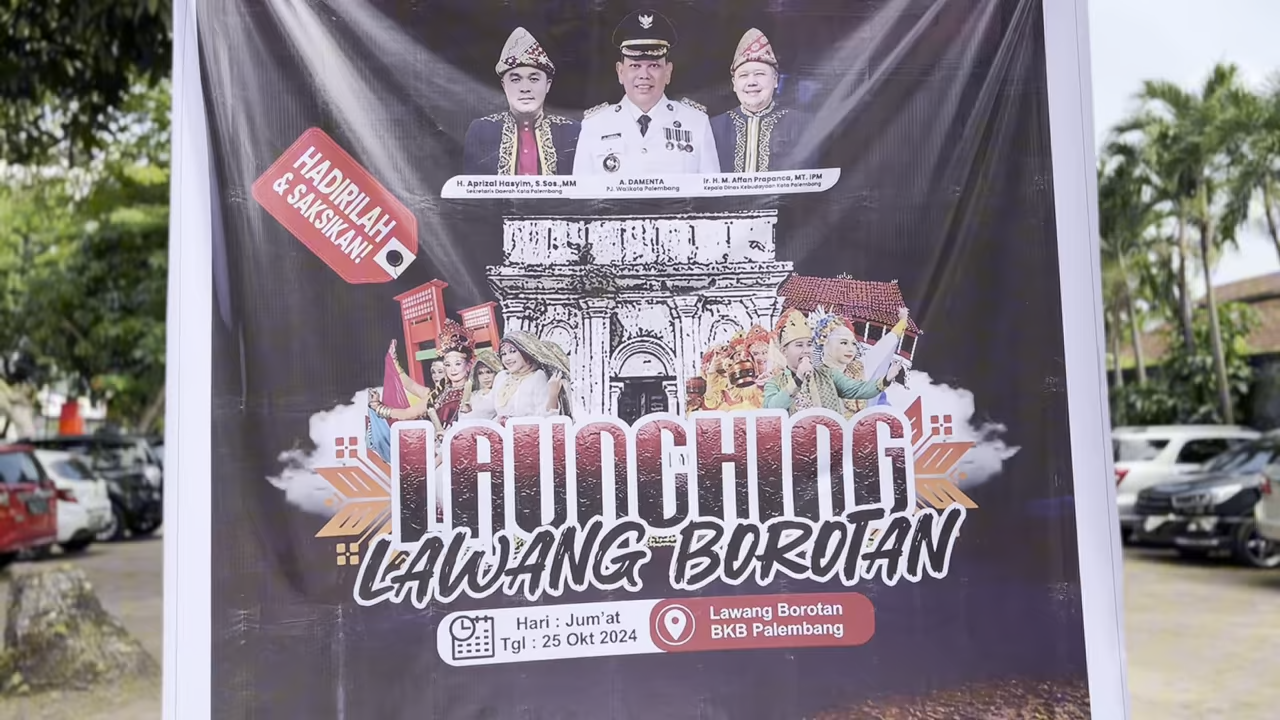 H. Aprizal Hasyim, S.Sos.,MM
Sekretaris Daerah Kota Palembang
A. DAMENTA
PJ. Walikota Palembang
Ir. H. M. Affan Prapanca, MT. IPM
Kepala Dinas Kebudayaan Kota Palembang
HADIRILAH
& SAKSIKAN!
LAUNCHING
LAWANG BOROTAN
Hari : Jum'at
Tgl : 25 Okt 2024
Lawang Borotan
BKB Palembang